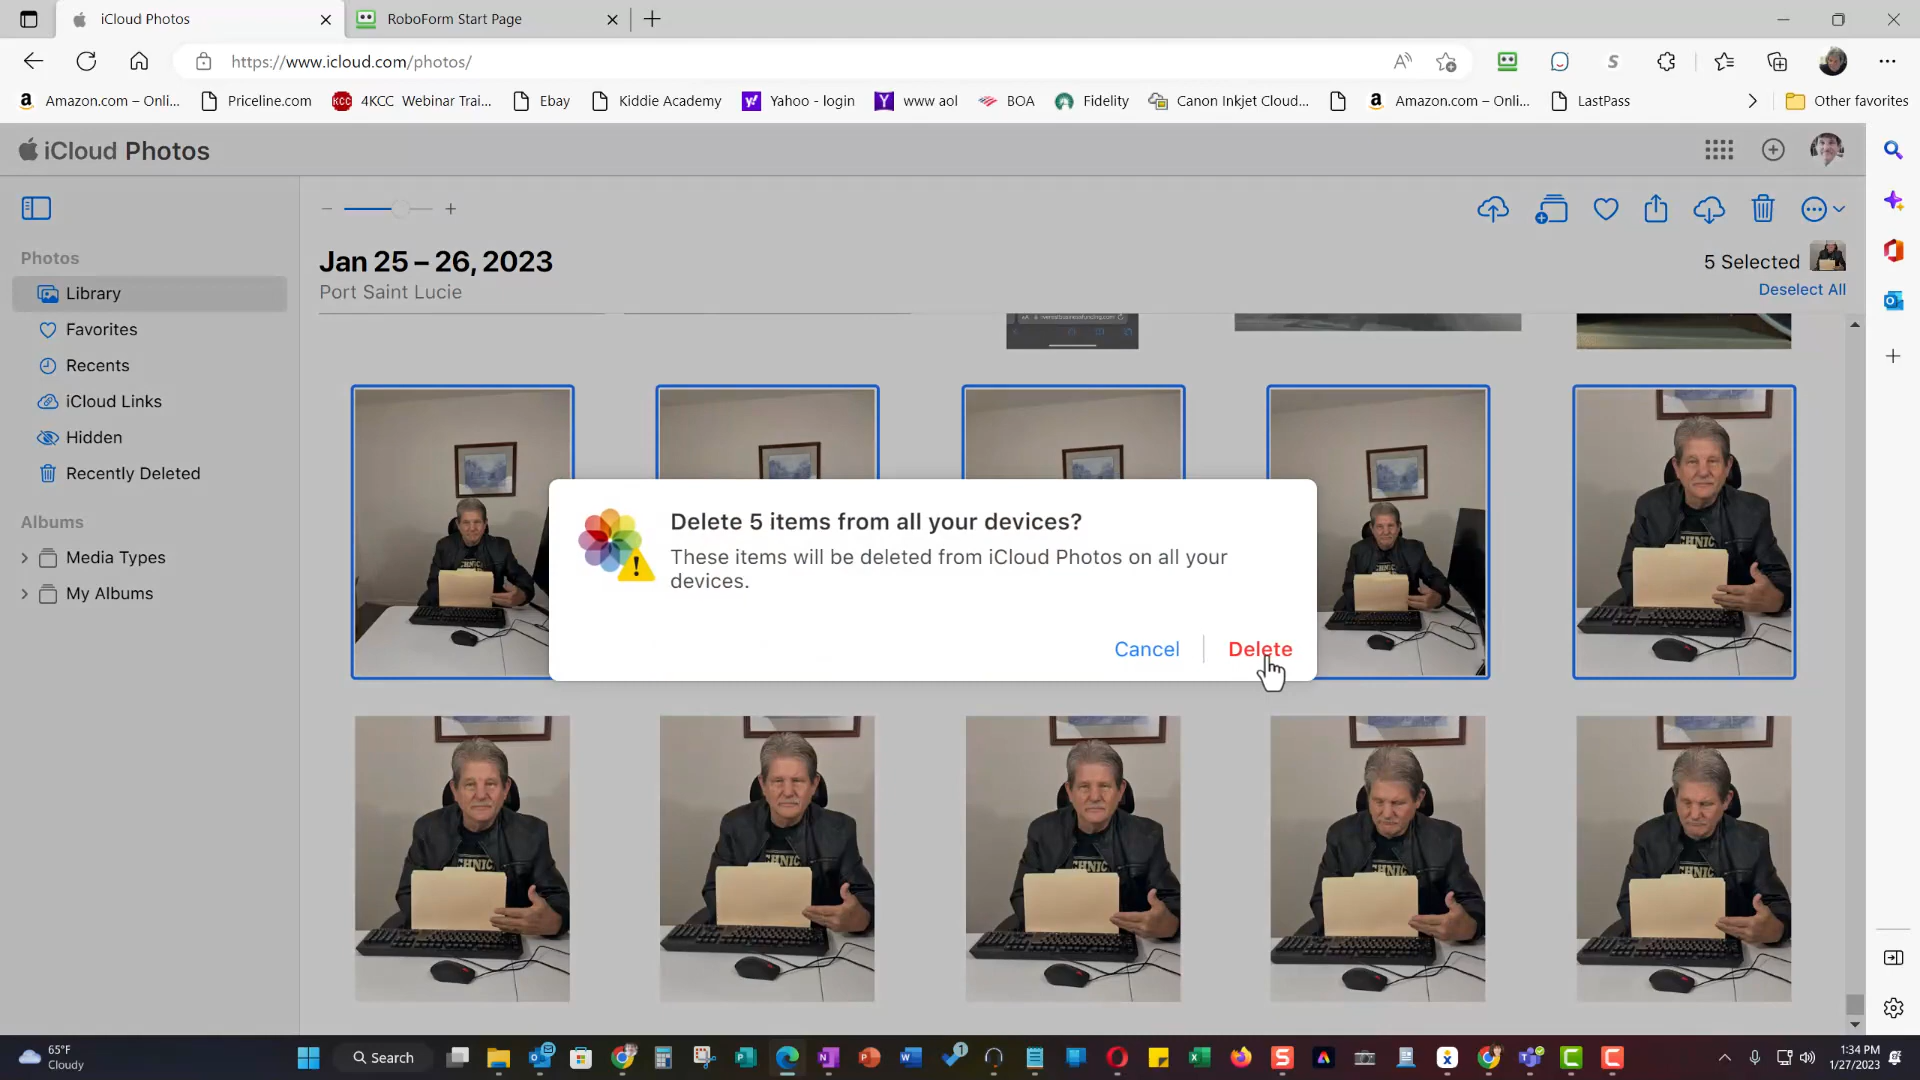 iCloud Photos
RoboForm Start Page
https://www.icloud.com/photos/
Amazon.com – Onli...
Priceline.com
4KCC Webinar Trai...
Ebay
Kiddie Academy
Yahoo - login
www aol
BOA
Fidelity
Canon Inkjet Cloud...
Amazon.com – Onli...
LastPass
Other favorites
iCloud Photos
Photos
Library
Favorites
Recents
iCloud Links
Hidden
Recently Deleted
Albums
Media Types
My Albums
Jan 25 – 26, 2023
Port Saint Lucie
5 Selected
Deselect All
Delete 5 items from all your devices?
These items will be deleted from iCloud Photos on all your
devices.
Cancel
Delete
65°F
Cloudy
Search
1:34 PM
1/27/2023